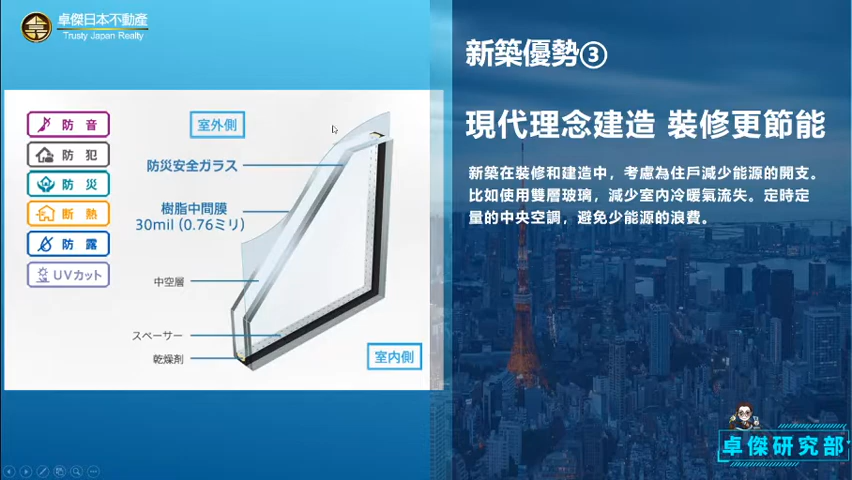 卓傑日本不動產
Trusty Japan Realty
新築優勢③
現代理念建造 裝修更節能
新築在裝修和建造中，考慮為住戶減少能源的開支。
比如使用雙層玻璃，減少室內冷暖氣流失。定時定
量的中央空調，避免少能源的浪費。
防音
防犯
防災
断熱
防露
UVカット
室外側
防災安全ガラス
樹脂中間膜
30mil (0.76ミリ)
中空層
スペーサー
乾燥剤
室内側
卓傑研究部